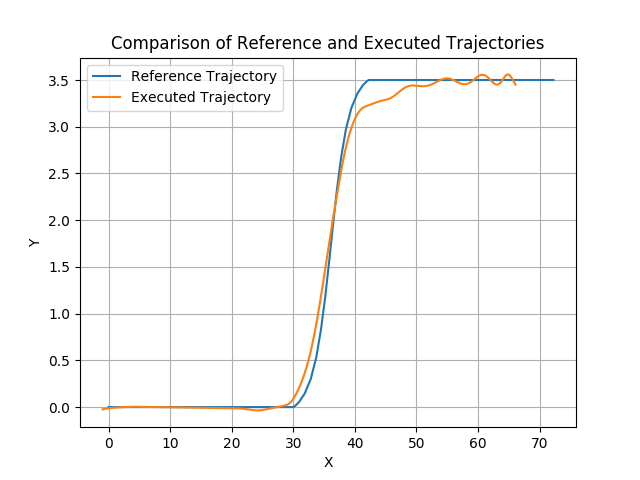 Comparison of Reference and Executed Trajectories
Reference Trajectory
Executed Trajectory
3.5
3.0
2.5
2.0
1.5
1.0
0.5
0.0
Y
0 10 20 30 40 50 60 70
X